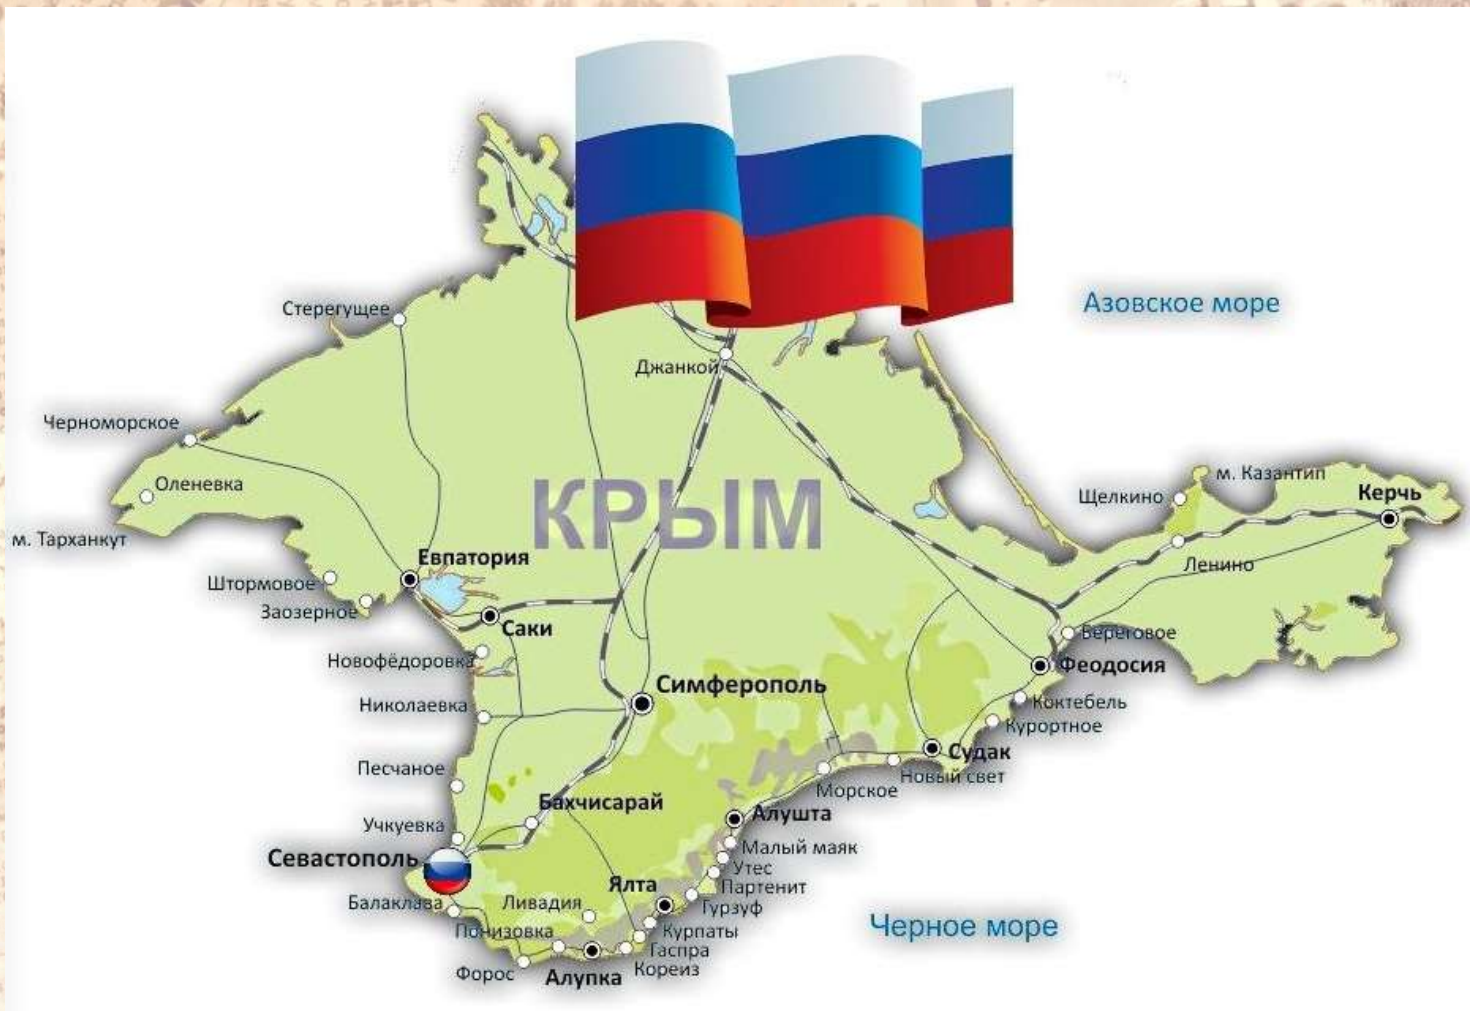 Азовское море
Стерегущее
Джанкой
Черноморское
Оленевка
м. Тарханкут
КРЫМ
м. Казантип
Щелкино
Керчь
Ленино
Евпатория
Штормовое
Заозерное
Саки
Новофёдоровка
Береговое
Феодосия
Симферополь
Николаевка
Коктебель
Курортное
Судак
Новый свет
Песчаное
Морское
Бахчисарай
Алушта
Учкуевка
Малый маяк
Севастополь
Утес
Ялта
Партенит
Балаклава
Ливадия
Гурзуф
Черное море
Понизовка
Курпаты
Гаспра
Форос
Алупка
Кореиз